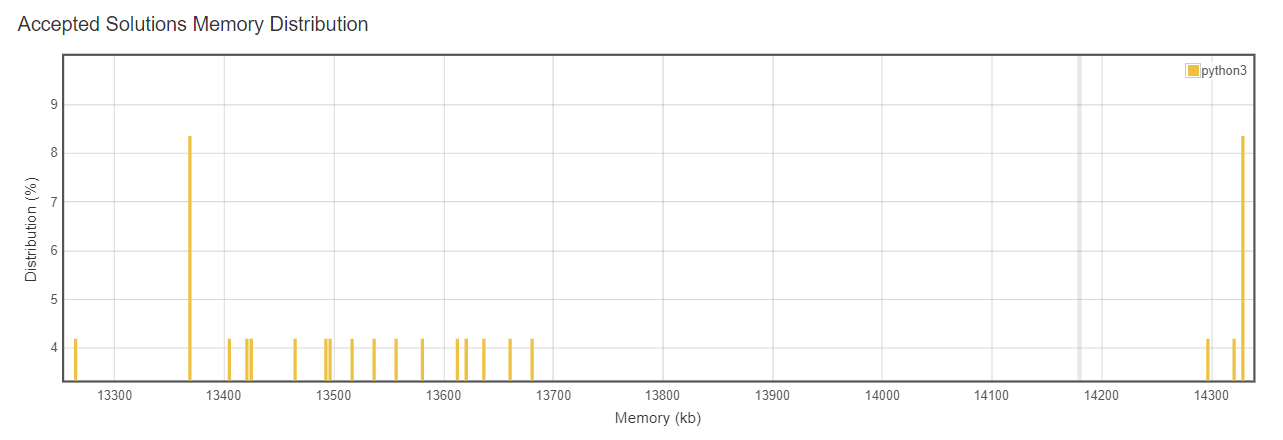 Accepted Solutions Memory Distribution
python3
9
8
7
6
5
4
Distribution (%)
13300 13400 13500 13600 13700 13800 13900 14000 14100 14200 14300
Memory (kb)